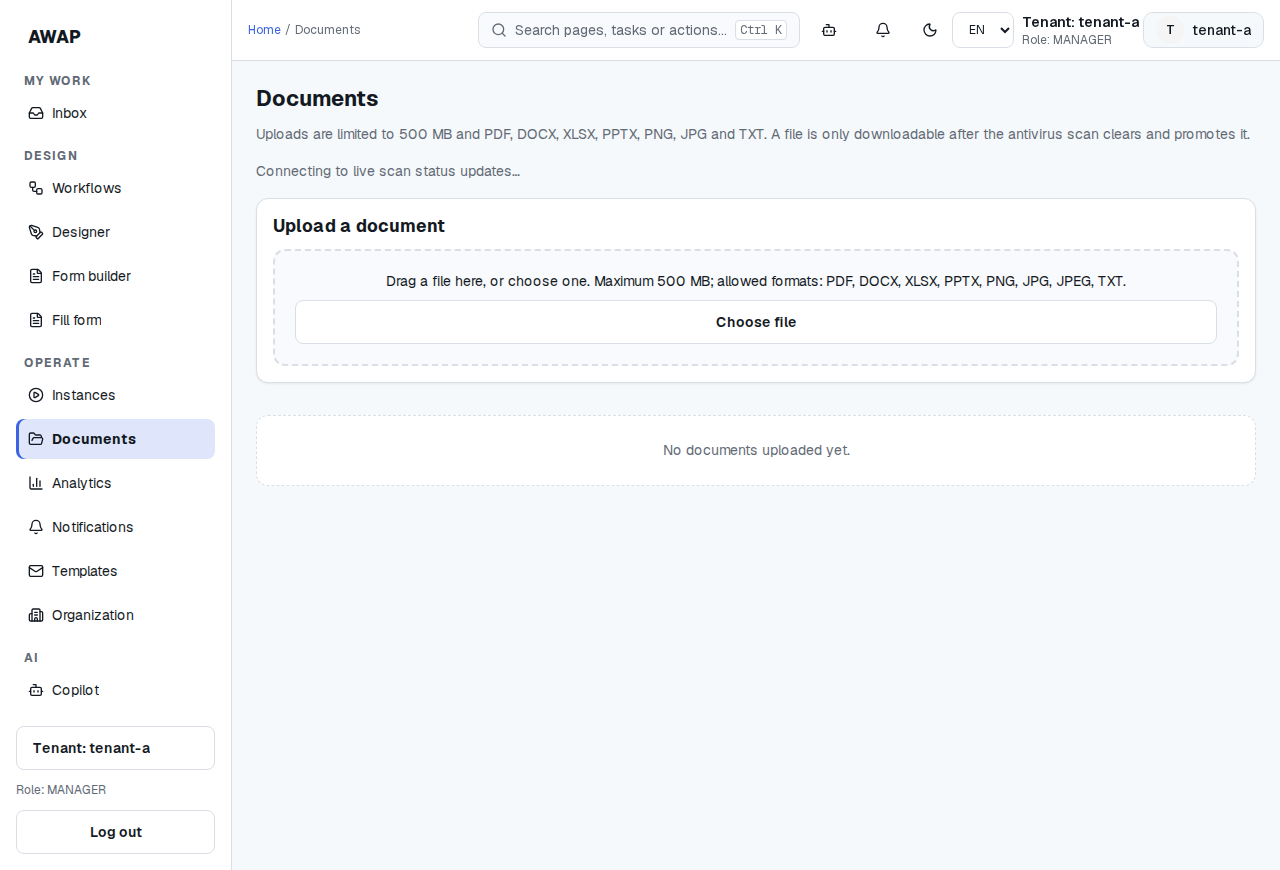 AWAP
MY WORK
Inbox
DESIGN
Workflows
Designer
Form builder
Fill form
OPERATE
Instances
Documents
Analytics
Notifications
Templates
Organization
AI
Copilot
Tenant: tenant-a
Role: MANAGER
Log out
Home / Documents
Search pages, tasks or actions... Ctrl K
EN
Tenant: tenant-a
Role: MANAGER
T tenant-a
Documents
Uploads are limited to 500 MB and PDF, DOCX, XLSX, PPTX, PNG, JPG and TXT. A file is only downloadable after the antivirus scan clears and promotes it.
Connecting to live scan status updates…
Upload a document
Drag a file here, or choose one. Maximum 500 MB; allowed formats: PDF, DOCX, XLSX, PPTX, PNG, JPG, JPEG, TXT.
Choose file
No documents uploaded yet.